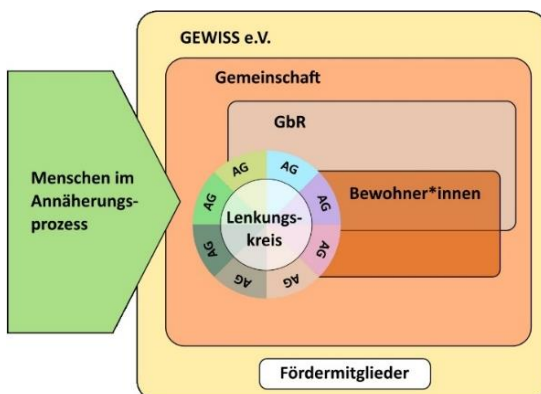 GEWISS e.V.
Gemeinschaft
GbR
Menschen im
Annäherungs-
prozess
Bewohner*innen
Lenkungs-
kreis
AG
AG
AG
AG
AG
AG
AG
AG
Fördermitglieder